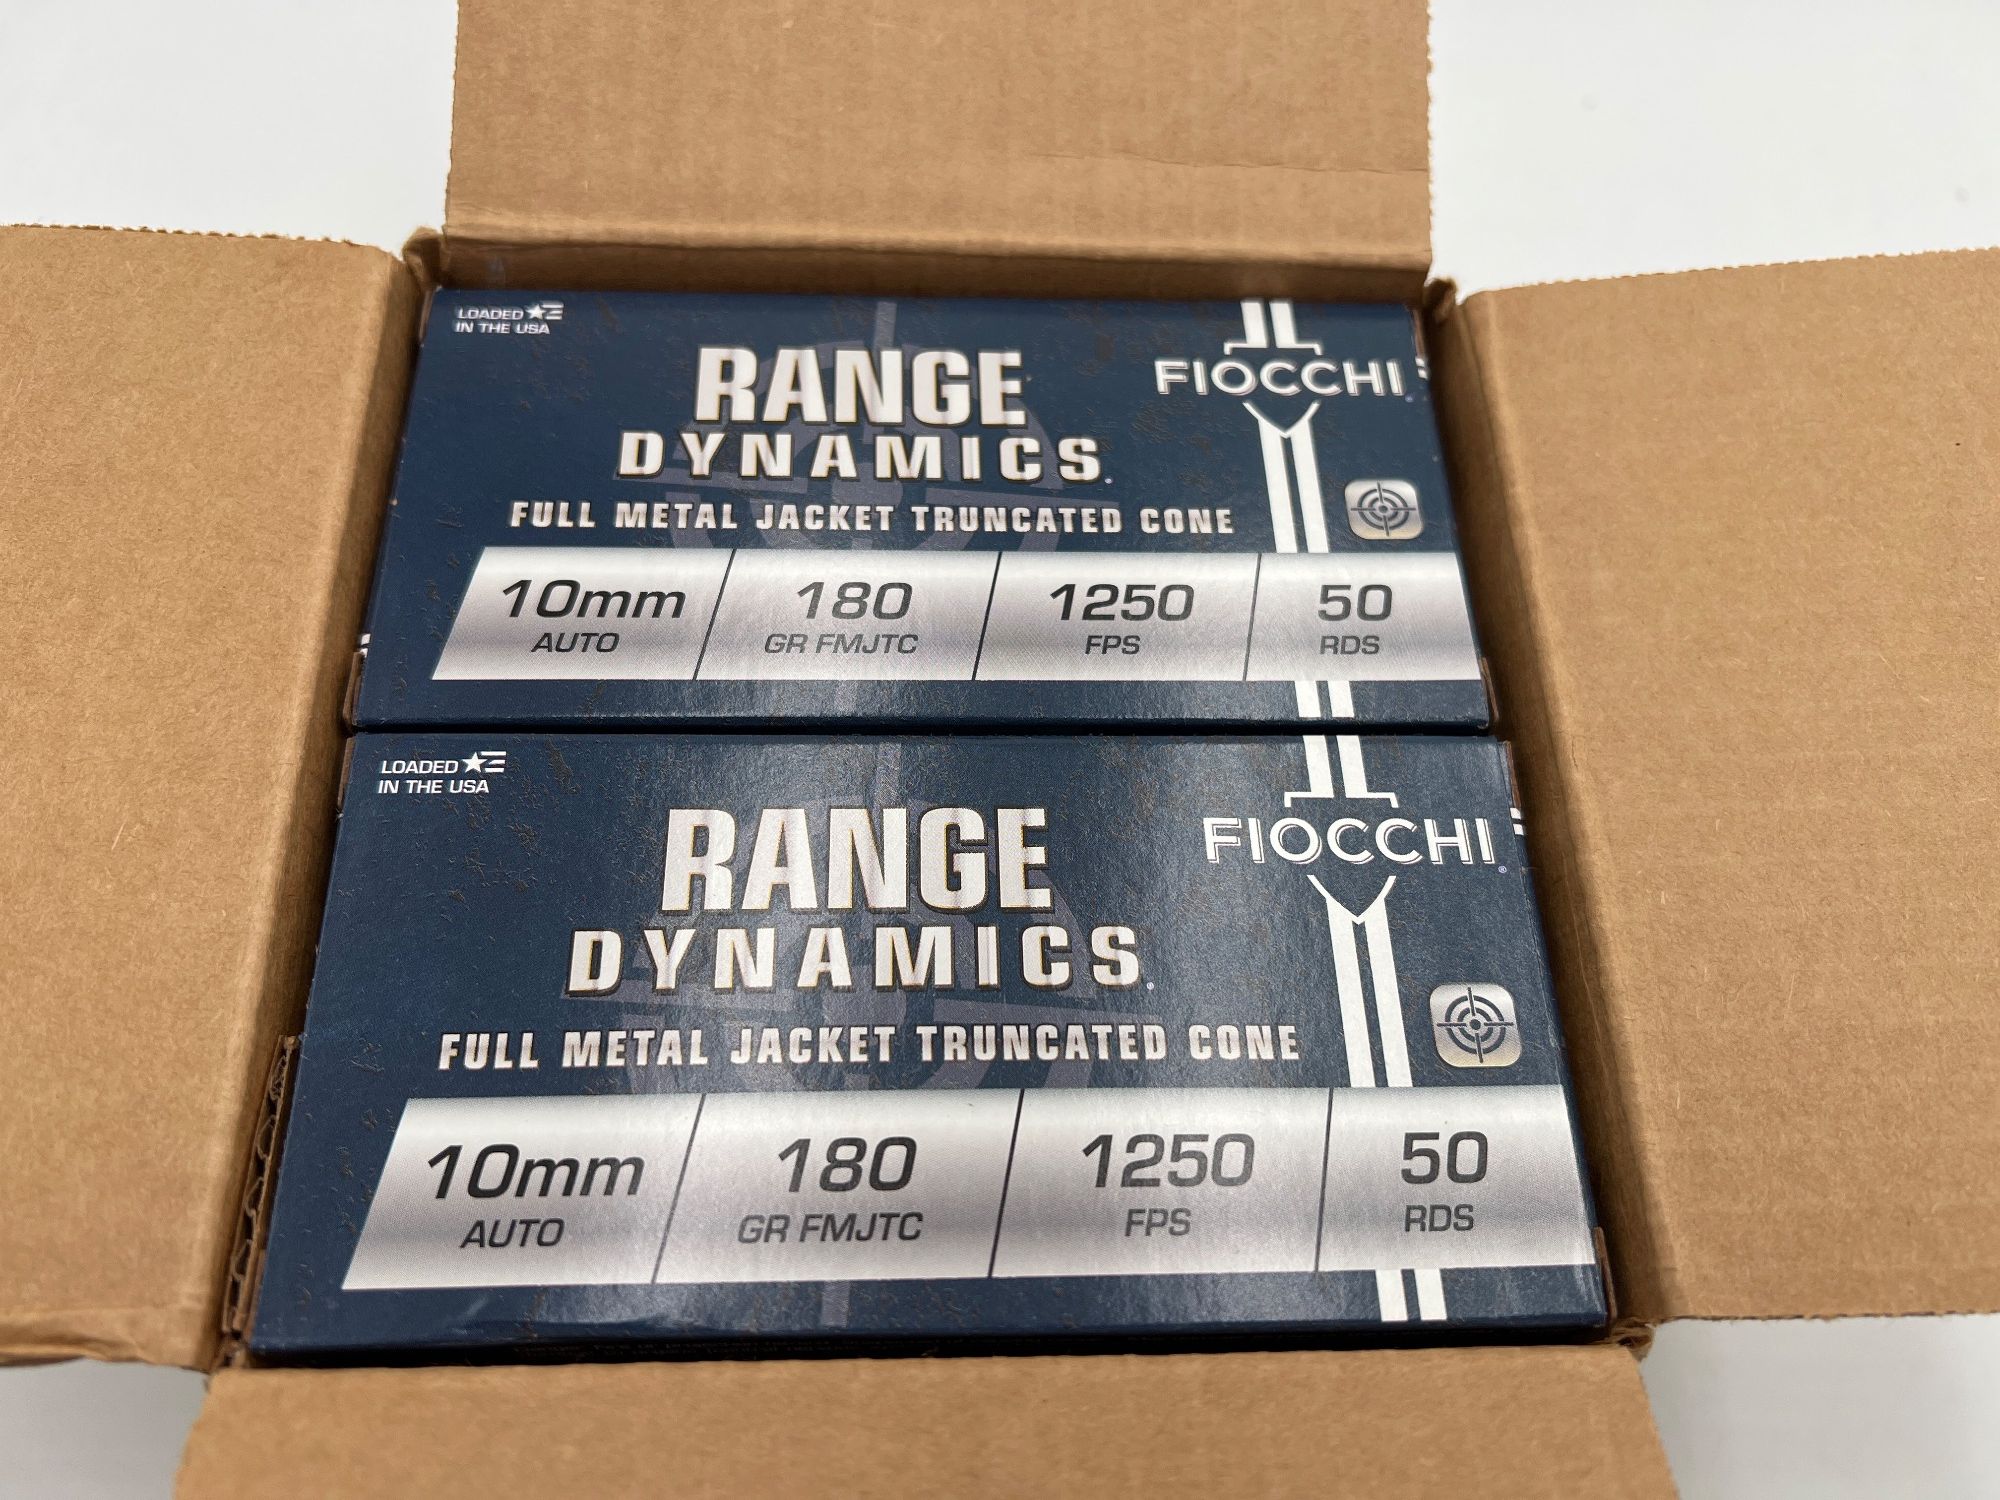 LOADED
IN THE USA
RANGE
DYNAMICS
FIOCCHI
FULL METAL JACKET TRUNCATED CONE
10mm 180 1250 50
AUTO GR FMJTC FPS RDS
LOADED
IN THE USA
RANGE
DYNAMICS
FIOCCHI
FULL METAL JACKET TRUNCATED CONE
10mm 180 1250 50
AUTO GR FMJTC FPS RDS